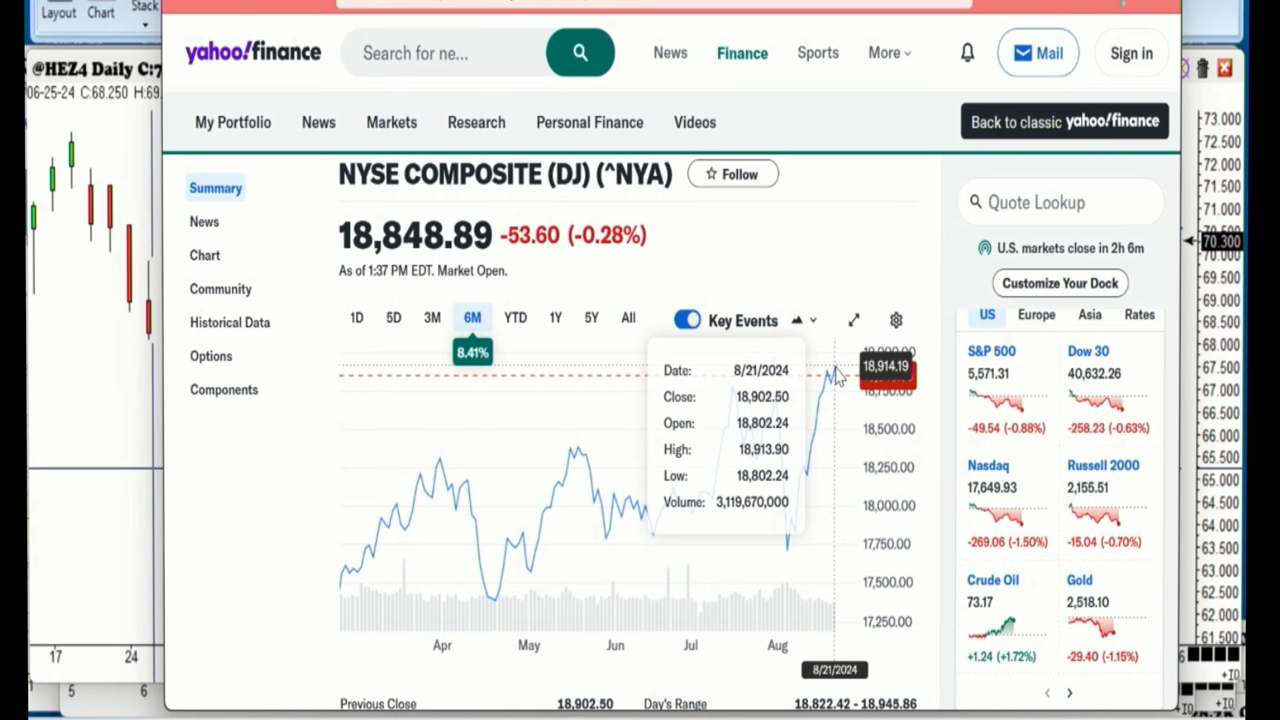 Layout Chart Stack
@HEZ4 Daily C:7
06-25-24 C:68.250 H:69.
yahoo!finance
Search for ne...
News Finance Sports More
Mail
Sign in
My Portfolio News Markets Research Personal Finance Videos
Back to classic yahoo!finance
Summary
News
Chart
Community
Historical Data
Options
Components
NYSE COMPOSITE (DJ) (^NYA)
Follow
18,848.89 -53.60 (-0.28%)
As of 1:37 PM EDT. Market Open.
1D 5D 3M 6M YTD 1Y 5Y All
8.41%
Key Events
Date: 8/21/2024
Close: 18,902.50
Open: 18,802.24
High: 18,913.90
Low: 18,802.24
Volume: 3,119,670,000
18,914.19
18,500.00
18,250.00
18,000.00
17,750.00
17,500.00
17,250.00
Apr May Jun Jul Aug
8/21/2024
Previous Close 18,902.50 Day's Range 18,822.42 - 18,945.86
Quote Lookup
U.S. markets close in 2h 6m
Customize Your Dock
US Europe Asia Rates
S&P 500
5,571.31
-49.54 (-0.88%)
Dow 30
40,632.26
-258.23 (-0.63%)
Nasdaq
17,649.93
-269.06 (-1.50%)
Russell 2000
2,155.51
-15.04 (-0.70%)
Crude Oil
73.17
+1.24 (+1.72%)
Gold
2,518.10
-29.40 (-1.15%)
17 24
5 6
73.000
72.500
72.000
71.500
71.000
70.300
70.000
69.500
69.000
68.500
68.000
67.500
67.000
66.500
66.000
65.500
65.000
64.500
64.000
63.500
63.000
62.500
62.000
61.500